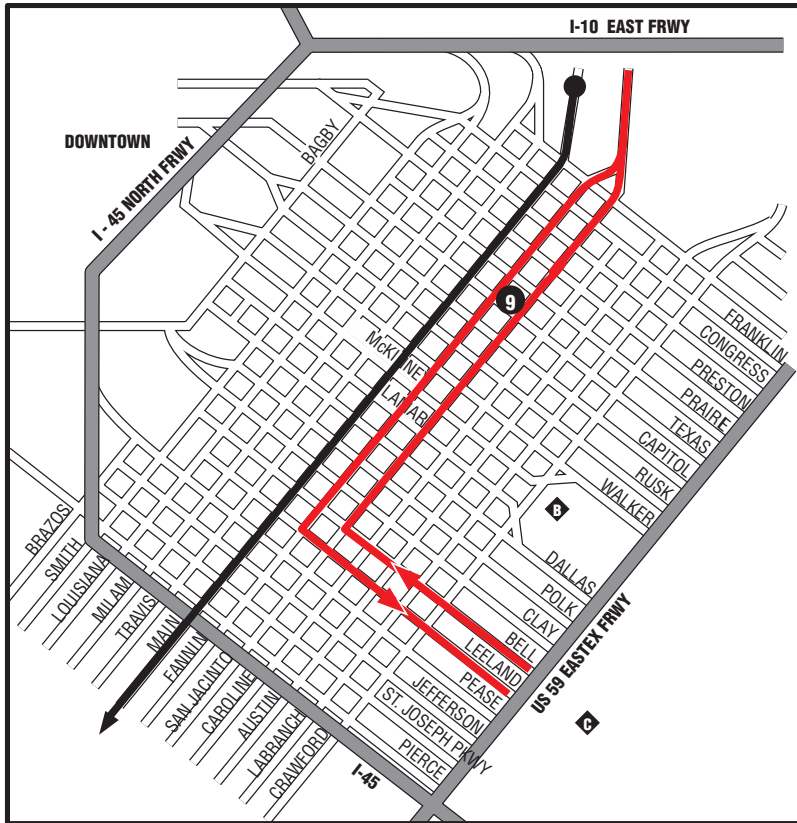 I-10 EAST FRWY
DOWNTOWN
BAGBY
I - 45 NORTH FRWY
9
McKINNE
LAMAR
FRANKLIN
CONGRESS
PRESTON
PRAIRE
TEXAS
CAPITOL
RUSK
WALKER
B
DALLAS
POLK
CLAY
BELL
LEELAND
PEASE
JEFFERSON
ST. JOSEPH PKWY
PIERCE
US 59 EASTEX FRWY
C
BRAZOS
SMITH
LOUISIANA
MILAM
TRAVIS
MAIN
FANNIN
SAN JACINTO
CAROLINE
AUSTIN
LABRANCH
CRAWFORD
I-45